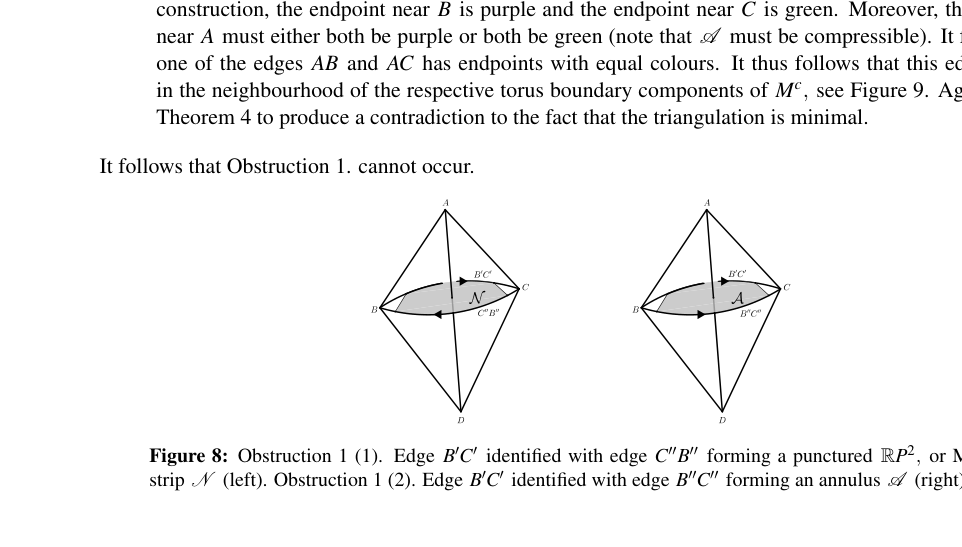 construction, the endpoint near B is purple and the endpoint near C is green. Moreover, th
near A must either both be purple or both be green (note that 𝒜 must be compressible). It
one of the edges AB and AC has endpoints with equal colours. It thus follows that this ed
in the neighbourhood of the respective torus boundary components of Mᶜ, see Figure 9. Ag
Theorem 4 to produce a contradiction to the fact that the triangulation is minimal.
It follows that Obstruction 1. cannot occur.
A
B′C′
C
𝒩
B
C″B″
D
A
B′C′
C
𝒜
B
B″C″
D
Figure 8: Obstruction 1 (1). Edge B′C′ identified with edge C″B″ forming a punctured ℝP², or M
strip 𝒩 (left). Obstruction 1 (2). Edge B′C′ identified with edge B″C″ forming an annulus 𝒜 (right)